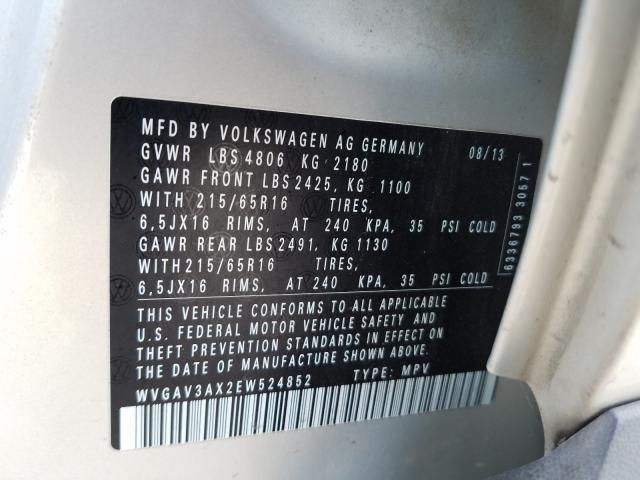 MFD BY VOLKSWAGEN AG GERMANY 08/13
GVWR LBS 4806 KG 2180
GAWR FRONT LBS 2425, KG 1100
WITH 215/65R16 TIRES,
6,5JX16 RIMS, AT 240 KPA, 35 PSI COLD
GAWR REAR LBS 2491, KG 1130
WITH 215/65R16 TIRES,
6,5JX16 RIMS, AT 240 KPA, 35 PSI COLD
THIS VEHICLE CONFORMS TO ALL APPLICABLE
U.S. FEDERAL MOTOR VEHICLE SAFETY AND
THEFT PREVENTION STANDARDS IN EFFECT ON
THE DATE OF MANUFACTURE SHOWN ABOVE.
WVGAV3AX2EW524852 TYPE: MPV
6336793 3057 1